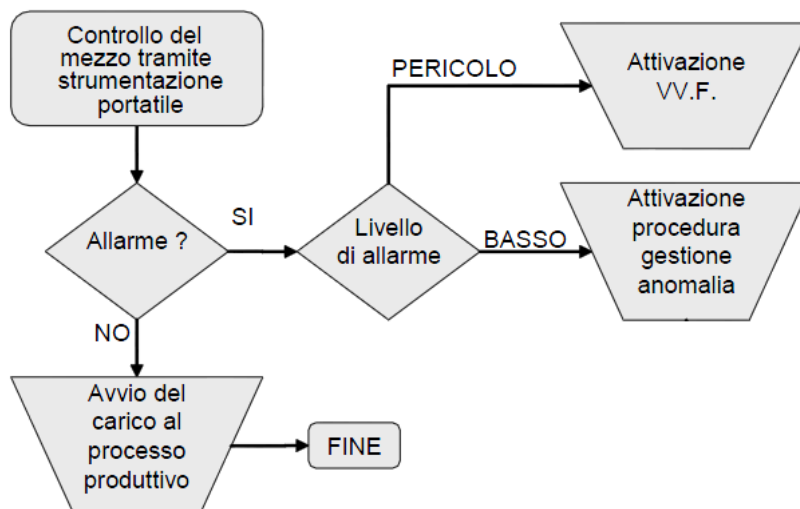 Controllo del
mezzo tramite
strumentazione
portatile
PERICOLO
Attivazione
VV.F.
Allarme ?
SI
Livello
di allarme
BASSO
Attivazione
procedura
gestione
anomalia
NO
Avvio del
carico al
processo
produttivo
FINE